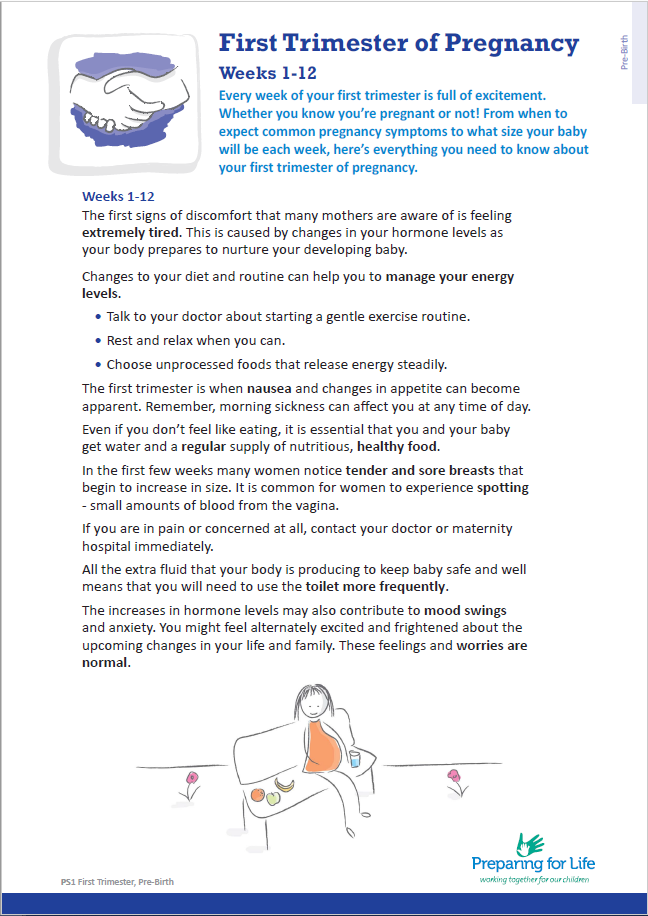 First Trimester of Pregnancy
Weeks 1-12
Every week of your first trimester is full of excitement.
Whether you know you're pregnant or not! From when to
expect common pregnancy symptoms to what size your baby
will be each week, here's everything you need to know about
your first trimester of pregnancy.
Pre-Birth
Weeks 1-12
The first signs of discomfort that many mothers are aware of is feeling
extremely tired. This is caused by changes in your hormone levels as
your body prepares to nurture your developing baby.
Changes to your diet and routine can help you to manage your energy
levels.
• Talk to your doctor about starting a gentle exercise routine.
• Rest and relax when you can.
• Choose unprocessed foods that release energy steadily.
The first trimester is when nausea and changes in appetite can become
apparent. Remember, morning sickness can affect you at any time of day.
Even if you don't feel like eating, it is essential that you and your baby
get water and a regular supply of nutritious, healthy food.
In the first few weeks many women notice tender and sore breasts that
begin to increase in size. It is common for women to experience spotting
- small amounts of blood from the vagina.
If you are in pain or concerned at all, contact your doctor or maternity
hospital immediately.
All the extra fluid that your body is producing to keep baby safe and well
means that you will need to use the toilet more frequently.
The increases in hormone levels may also contribute to mood swings
and anxiety. You might feel alternately excited and frightened about the
upcoming changes in your life and family. These feelings and worries are
normal.
Preparing for Life
working together for our children
PS1 First Trimester, Pre-Birth